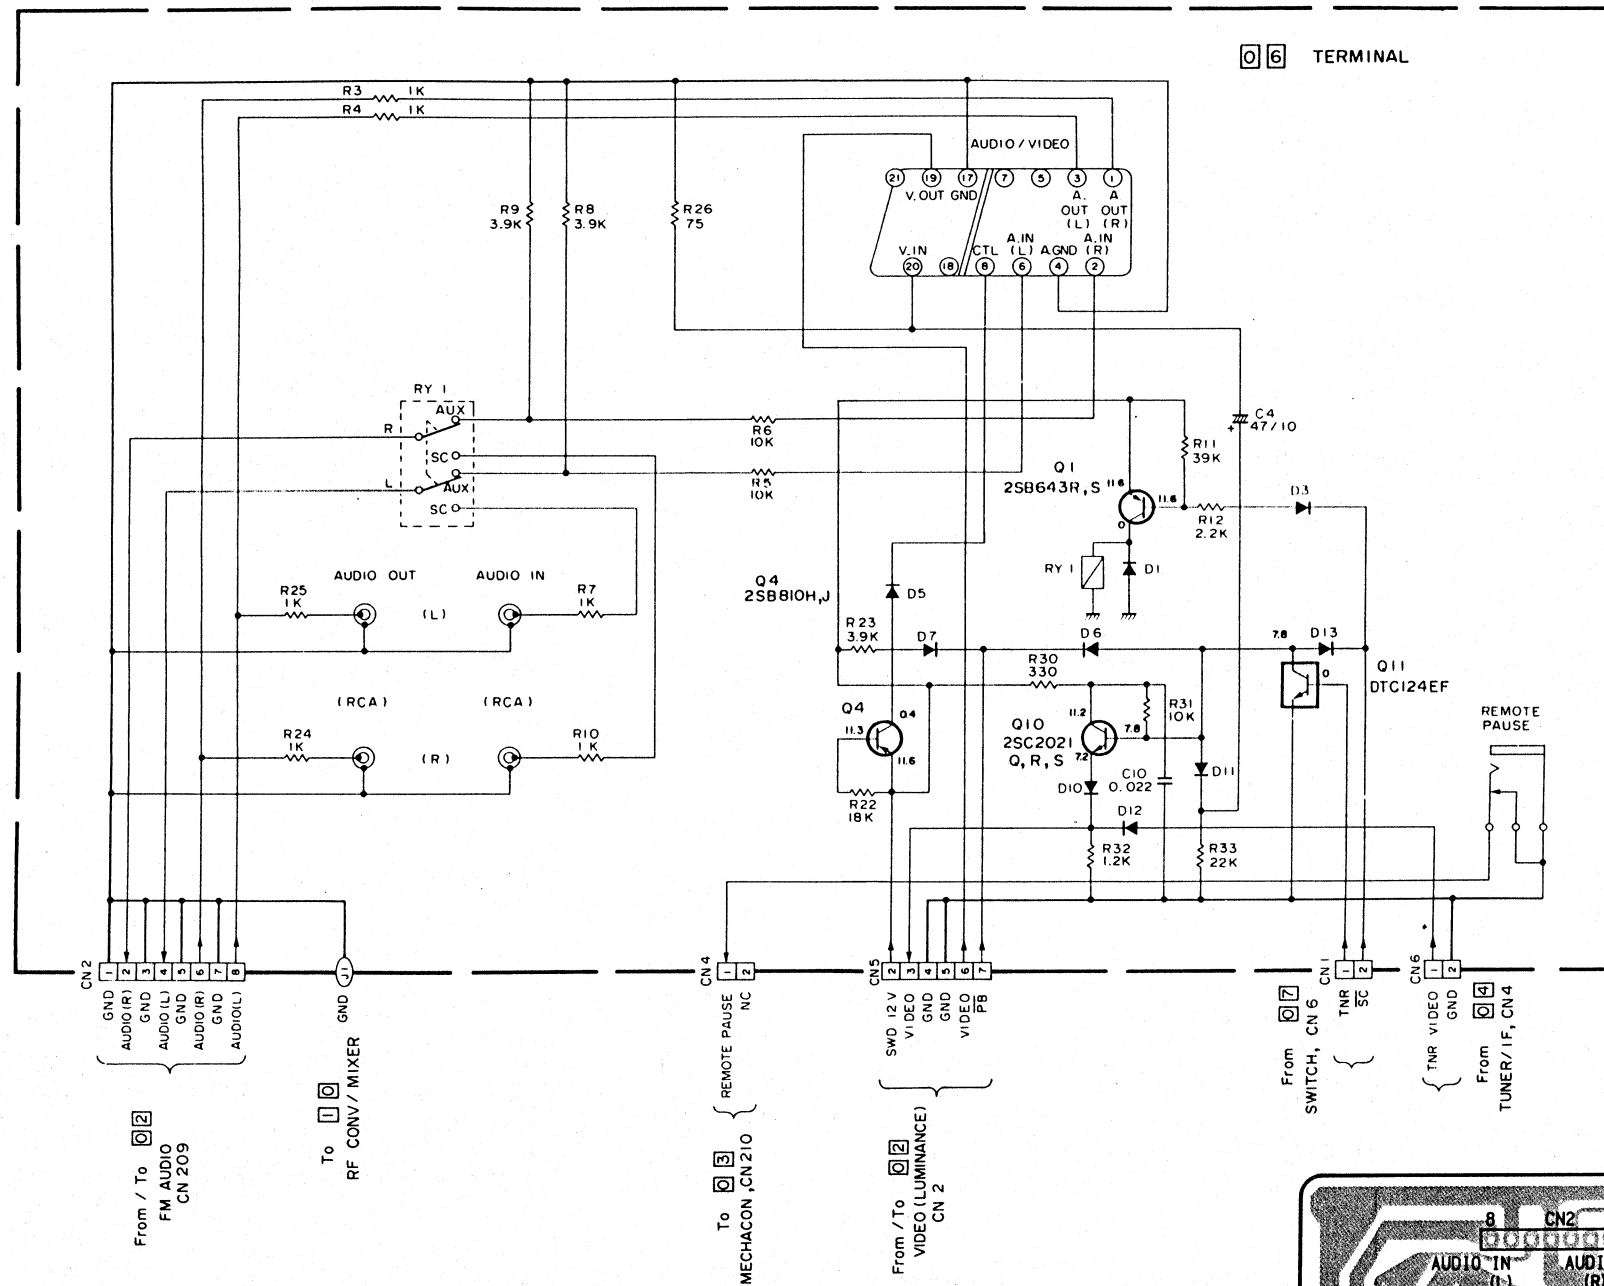 06 TERMINAL
R3 1K
R4 1K
AUDIO/VIDEO
21 19 17 7 5 3 1
V.OUT GND
A. OUT (L)
A OUT (R)
V.IN CTL A.IN (L) A.GND A.IN (R)
20 18 8 6 4 2
R9 3.9K
R8 3.9K
R26 75
RY 1
AUX
R
SC
L
AUX
SC
R6 10K
R5 10K
C4 + 47/10
R11 39K
Q1
2SB643R,S
11.6
11.6
0
R12 2.2K
D3
RY 1
D1
AUDIO OUT AUDIO IN
R25 1K
(L)
R7 1K
(RCA) (RCA)
R24 1K
(R)
R10 1K
Q4
2SB810H,J
D5
R23 3.9K
D7
D6
7.8
D13
R30 330
Q11
DTC124EF
0
Q4
0.4
11.3
11.6
R22 18K
Q10
2SC2021
Q,R,S
11.2
7.8
7.2
R31 10K
D10
C10 0.022
D11
D12
R32 1.2K
R33 22K
REMOTE
PAUSE
CN2
1 2 3 4 5 6 7 8
GND
AUDIO(R)
GND
AUDIO(L)
GND
AUDIO(R)
GND
AUDIO(L)
From / To 02
FM AUDIO
CN209
J1
GND
To 10
RF CONV/MIXER
CN4
1 2
REMOTE PAUSE
NC
To 03
MECHACON,CN210
CN5
2 3 4 5 6 7
SWD 12V
VIDEO
GND
GND
VIDEO
PB
From/To 02
VIDEO(LUMINANCE)
CN 2
CN1
1 2
TNR
SC
From 07
SWITCH, CN6
CN6
1 2
TNR VIDEO
GND
From 04
TUNER/IF, CN4
8 CN2
AUDIO IN
(L)